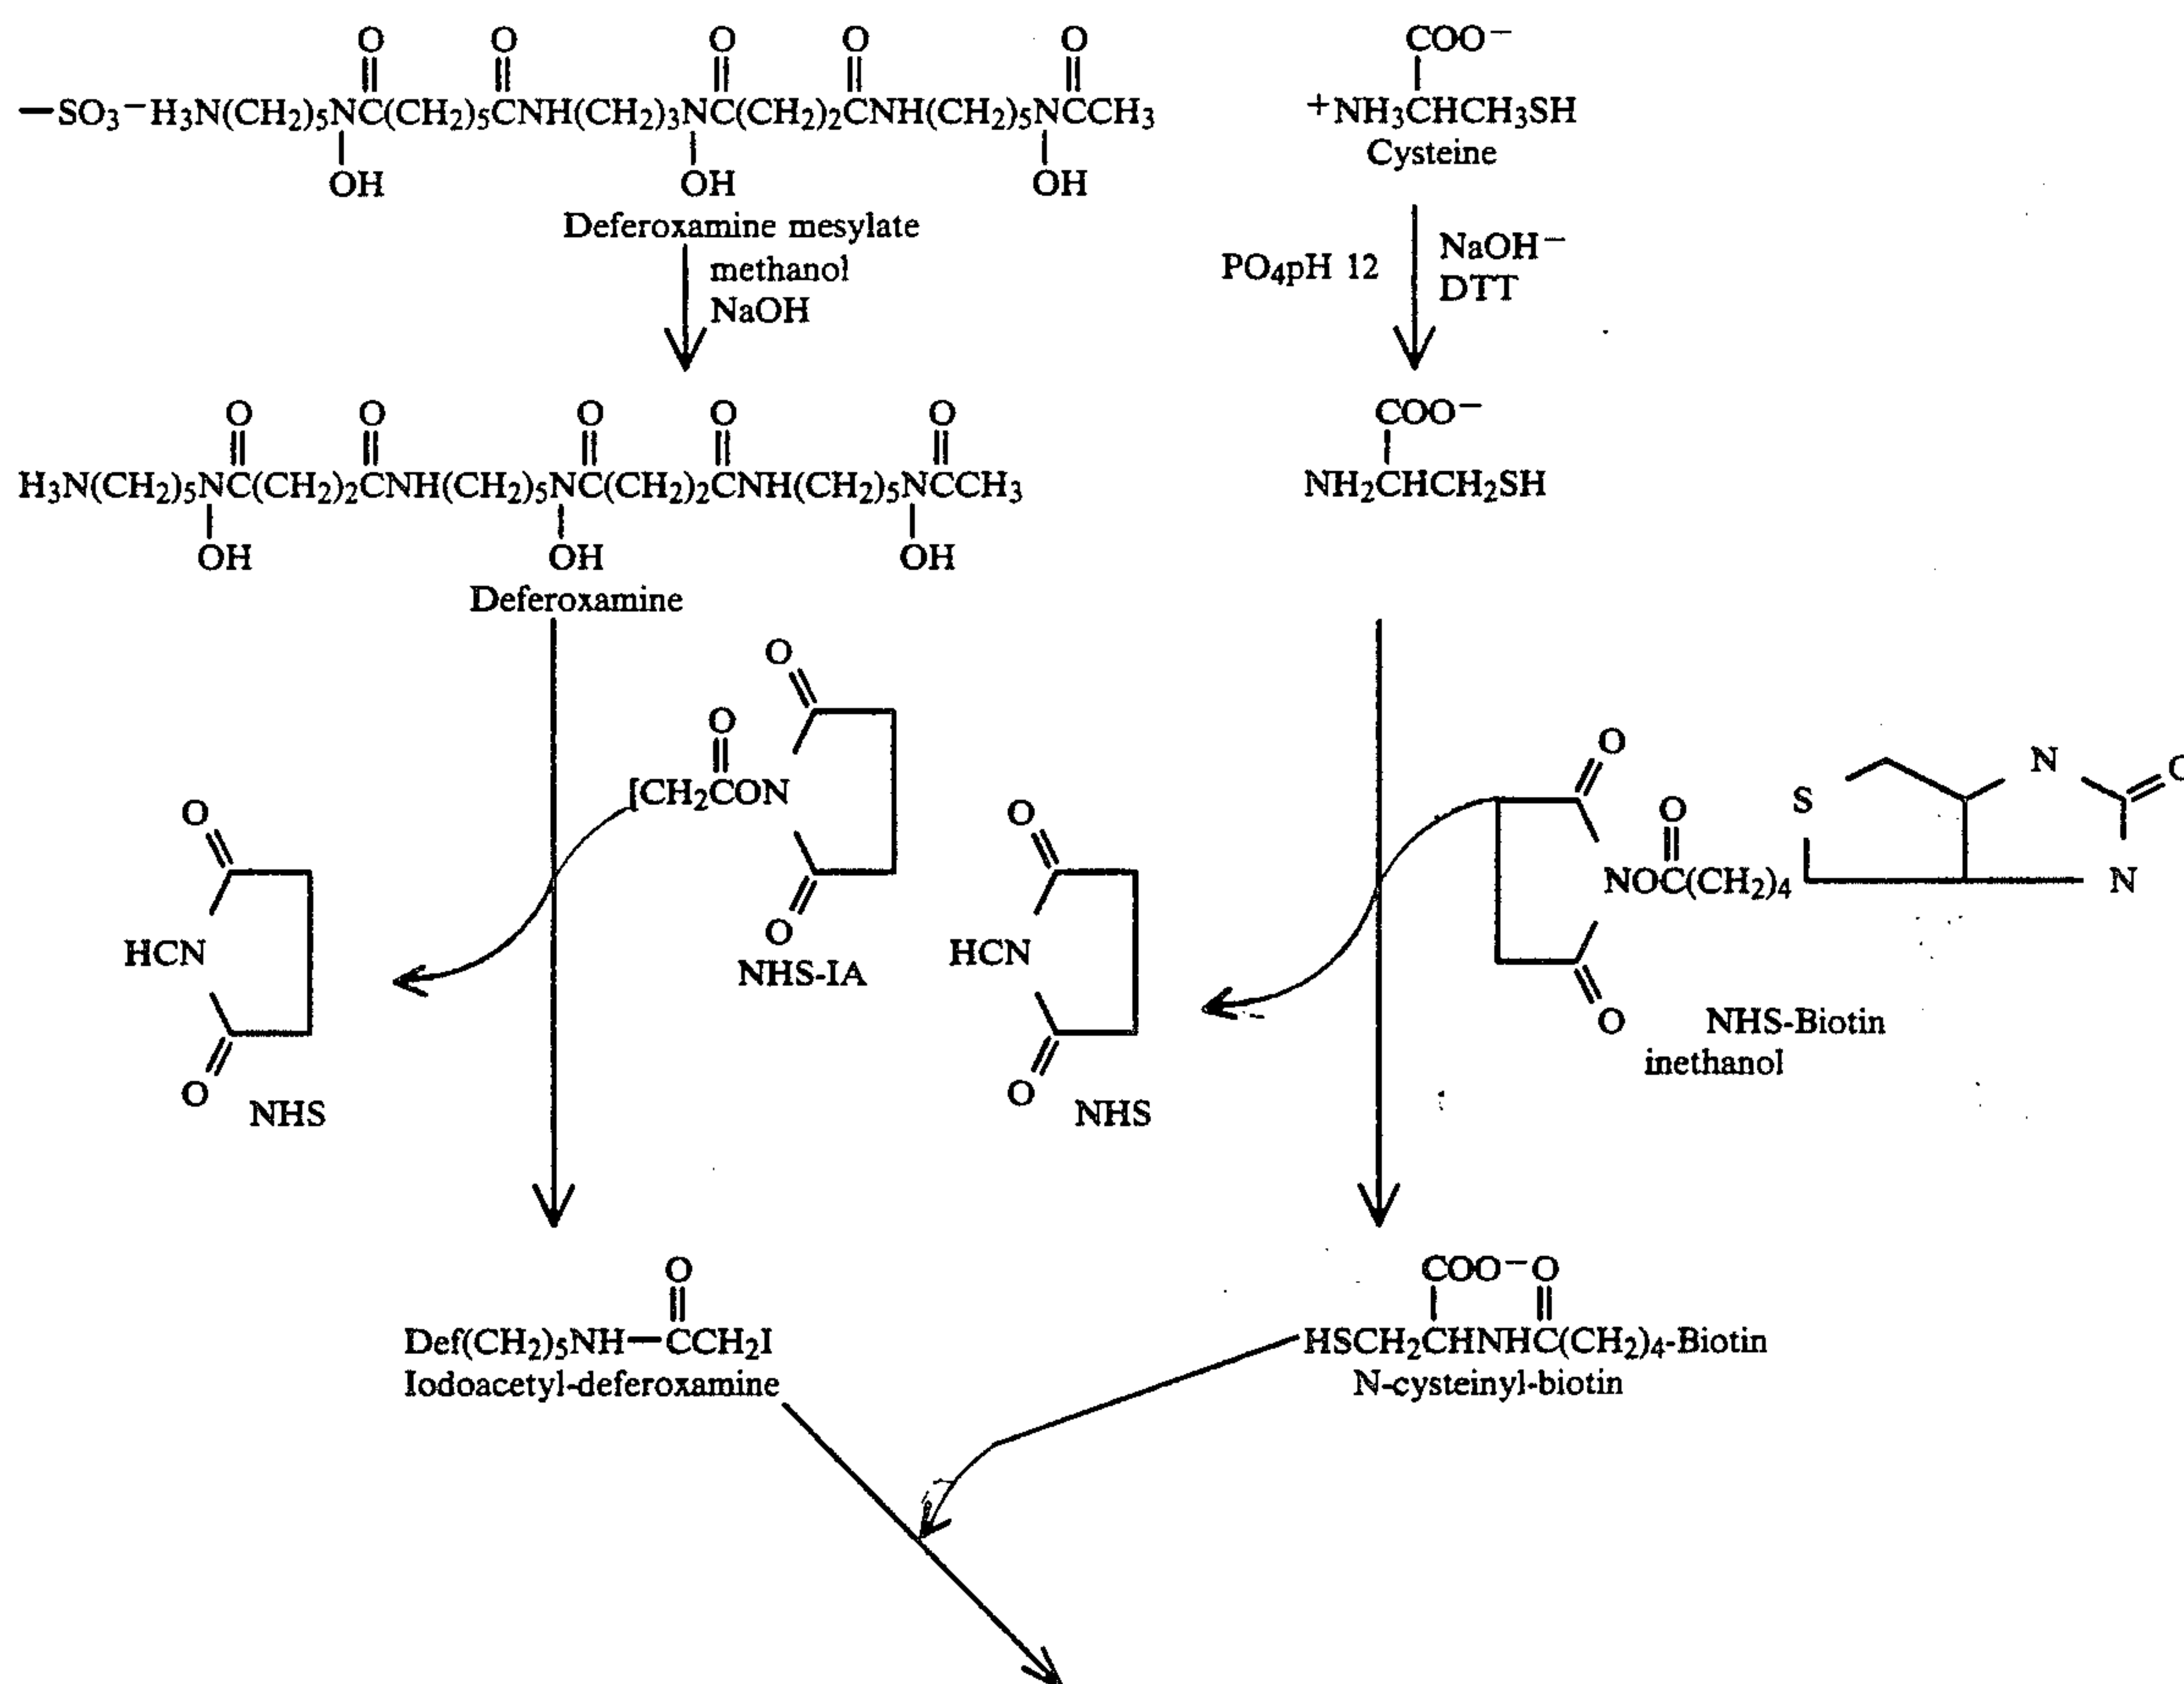 O O O O O COO−
—SO₃−H₃N(CH₂)₅NC(CH₂)₅CNH(CH₂)₃NC(CH₂)₂CNH(CH₂)₅NCCH₃ +NH₃CHCH₃SH
Cysteine
OH OH OH
Deferoxamine mesylate
methanol
NaOH
PO₄pH 12
NaOH−
DTT
O O O O O COO−
H₃N(CH₂)₅NC(CH₂)₂CNH(CH₂)₅NC(CH₂)₂CNH(CH₂)₅NCCH₃ NH₂CHCH₂SH
OH OH OH
Deferoxamine
O
O
[CH₂CON
O
NHS-IA
O
HCN
O
NHS
O
HCN
O
NHS
O
O
NOC(CH₂)₄
O
S
N
O
N
NHS-Biotin
inethanol
O
Def(CH₂)₅NH—CCH₂I
Iodoacetyl-deferoxamine
COO−O
HSCH₂CHNHC(CH₂)₄-Biotin
N-cysteinyl-biotin